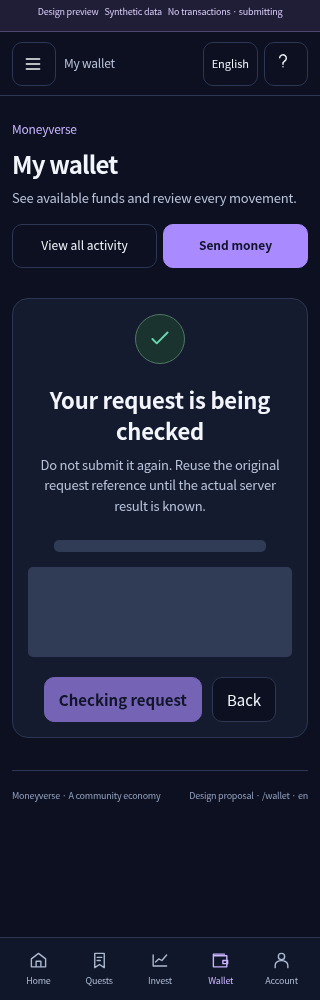 Design preview Synthetic data No transactions · submitting
My wallet
English
?
Moneyverse
My wallet
See available funds and review every movement.
View all activity
Send money
Your request is being
checked
Do not submit it again. Reuse the original
request reference until the actual server
result is known.
Checking request
Back
Moneyverse · A community economy
Design proposal · /wallet · en
Home
Quests
Invest
Wallet
Account